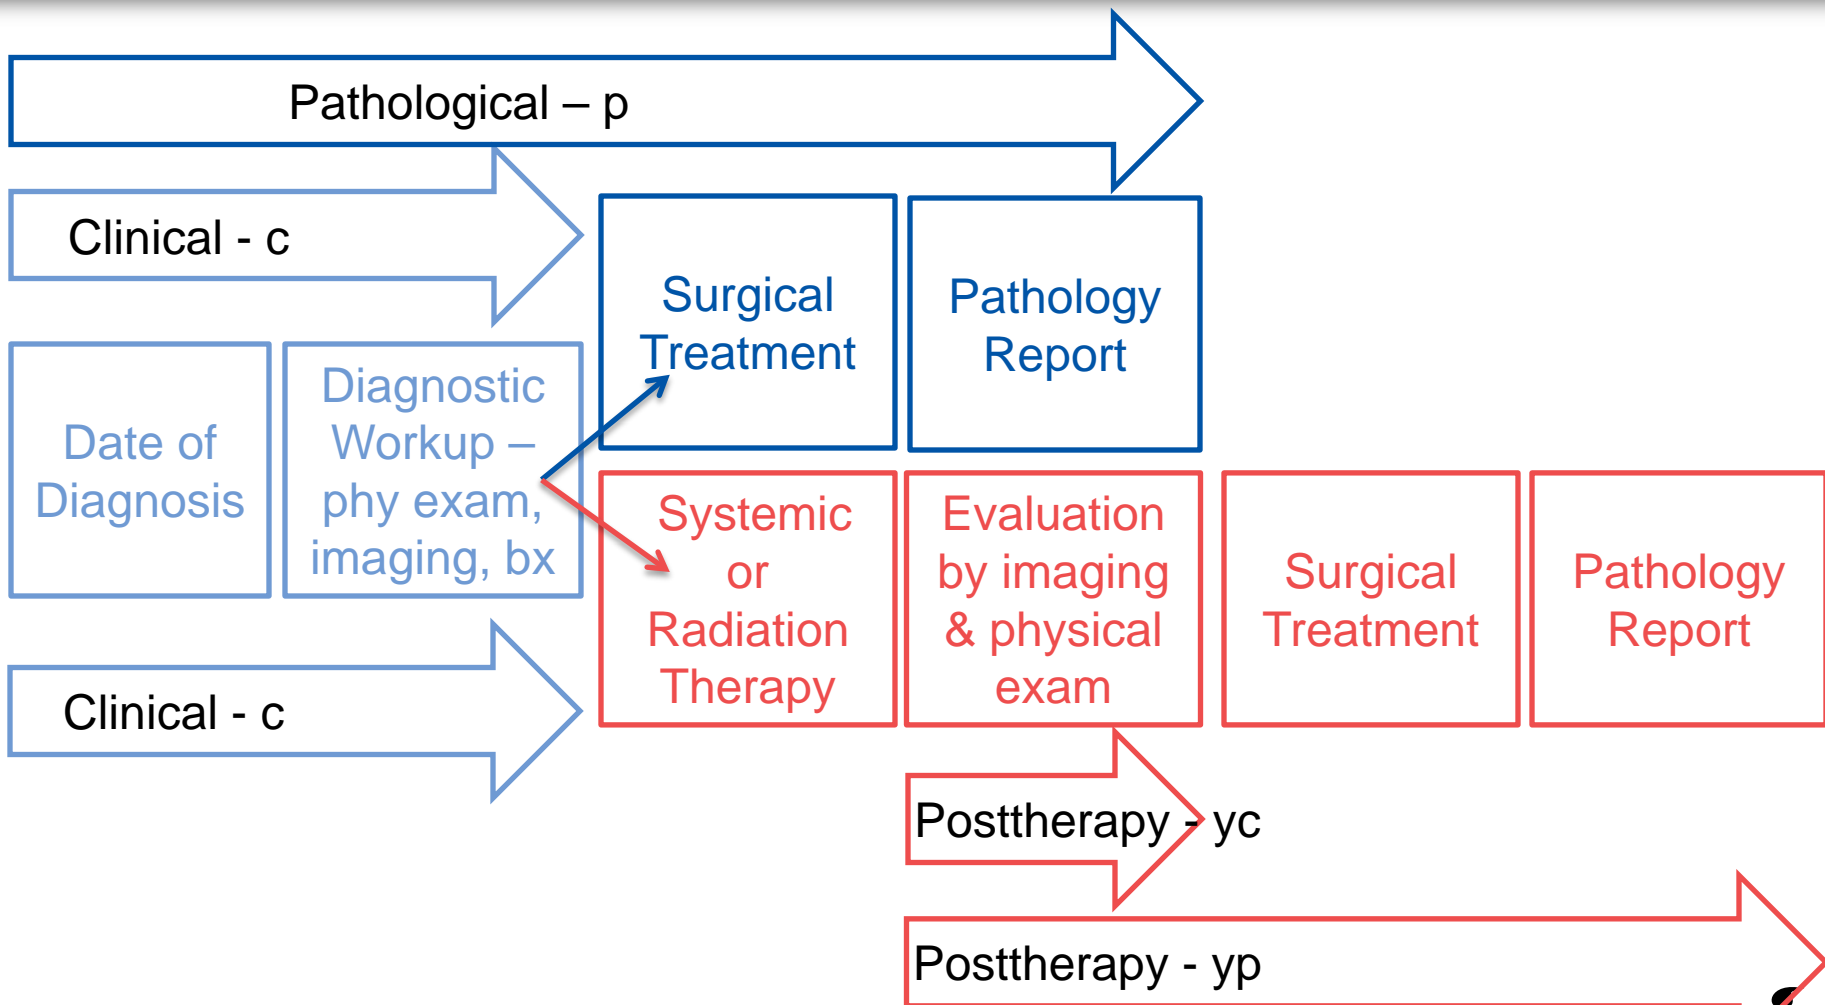 Pathological – p
Clinical - c
Surgical
Treatment
Pathology
Report
Date of
Diagnosis
Diagnostic
Workup –
phy exam,
imaging, bx
Systemic
or
Radiation
Therapy
Evaluation
by imaging
& physical
exam
Surgical
Treatment
Pathology
Report
Clinical - c
Posttherapy - yc
Posttherapy - yp